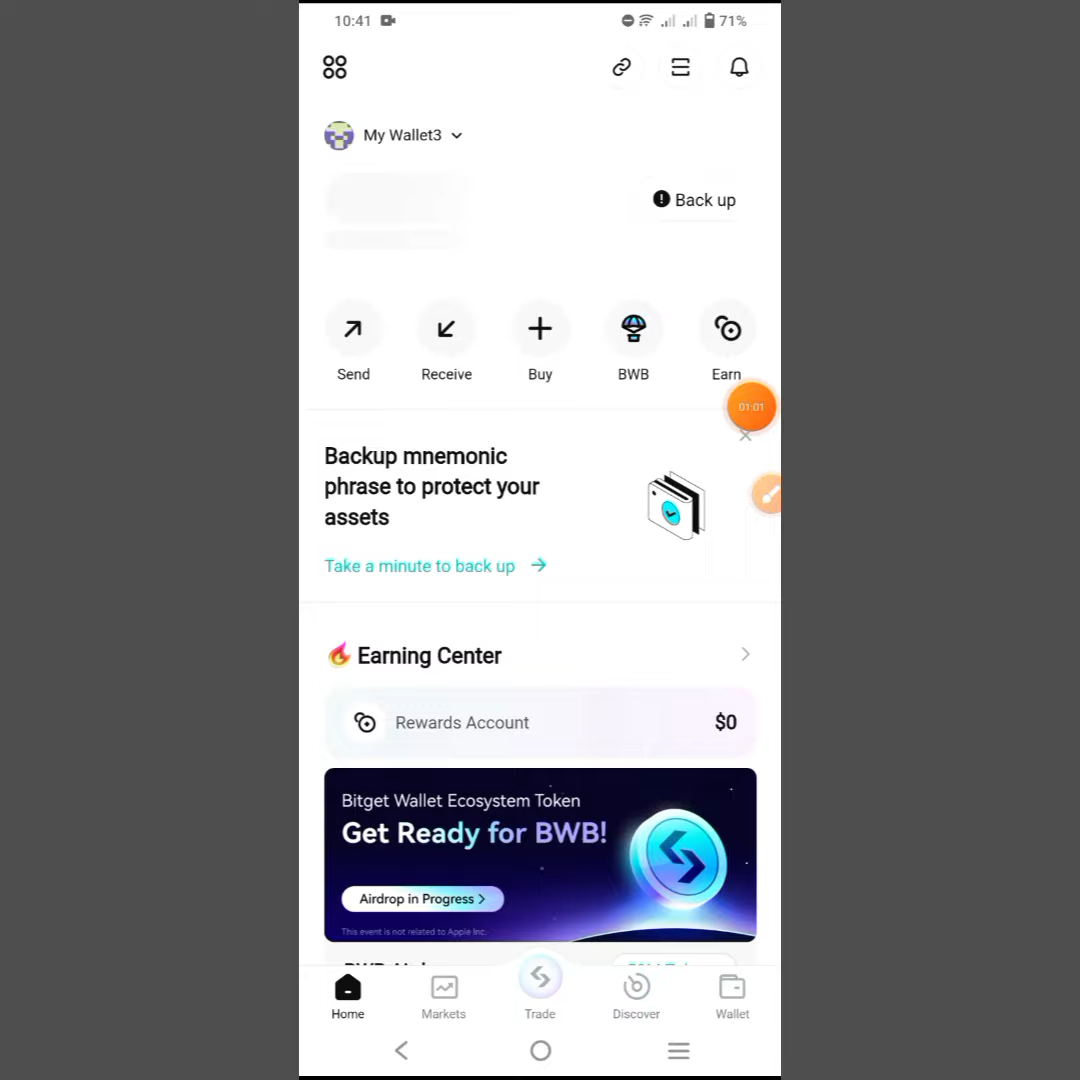 10:41
71%
My Wallet3
Back up
Send
Receive
Buy
BWB
Earn
01:01
Backup mnemonic
phrase to protect your
assets
Take a minute to back up
Earning Center
Rewards Account
$0
Bitget Wallet Ecosystem Token
Get Ready for BWB!
Airdrop in Progress >
This event is not related to Apple Inc.
Home
Markets
Trade
Discover
Wallet